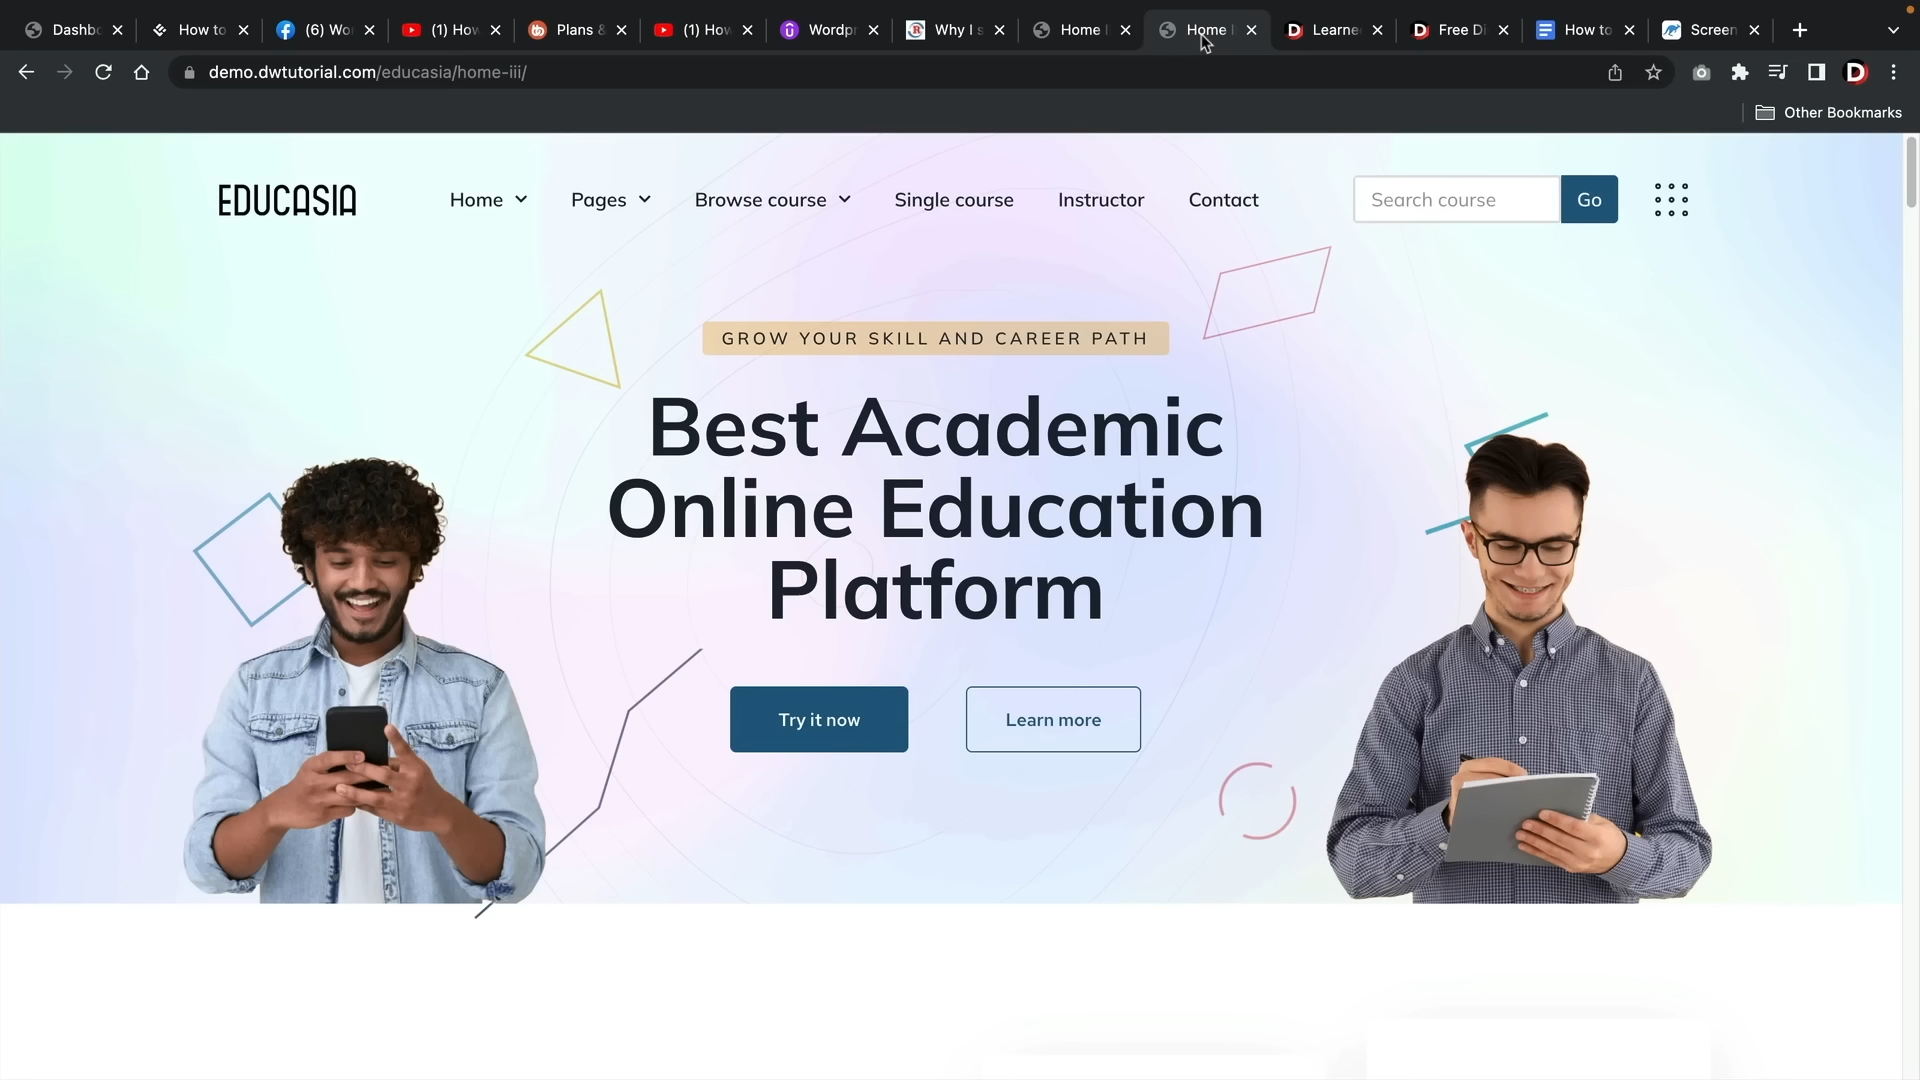 Dashbo
How to
(6) Wo
(1) How
Plans &
(1) How
Wordpr
Why I s
Home
Home
Learne
Free Di
How to
Screen
demo.dwtutorial.com/educasia/home-iii/
Other Bookmarks
EDUCASIA
Home
Pages
Browse course
Single course
Instructor
Contact
Search course
Go
GROW YOUR SKILL AND CAREER PATH
Best Academic
Online Education
Platform
Try it now
Learn more